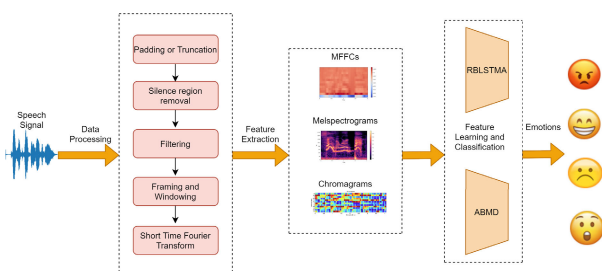 Speech
Signal
Data
Processing
Padding or Truncation
Silence region
removal
Filtering
Framing and
Windowing
Short Time Fourier
Transform
Feature
Extraction
MFFCs
Melspectrograms
Chromagrams
RBLSTMA
Feature
Learning and
Classification
ABMD
Emotions